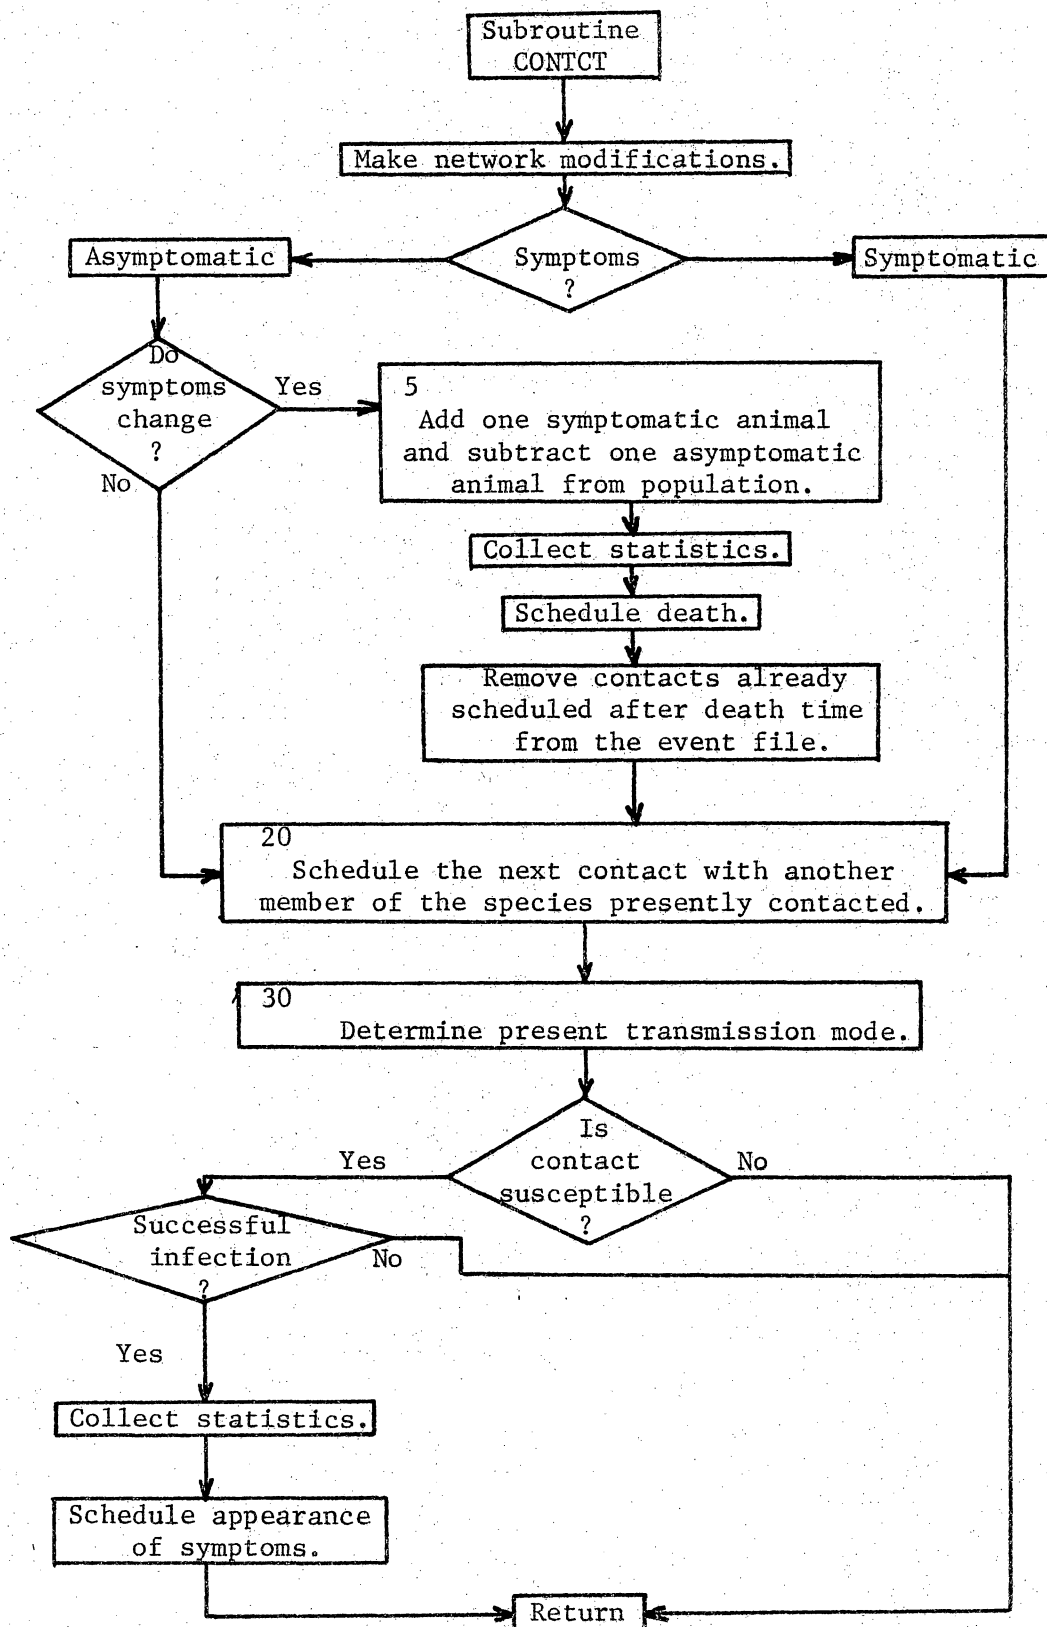 Subroutine
CONTCT
Make network modifications.
Asymptomatic
Symptoms
?
Symptomatic
Do
symptoms
change
?
Yes
No
5
Add one symptomatic animal
and subtract one asymptomatic
animal from population.
Collect statistics.
Schedule death.
Remove contacts already
scheduled after death time
from the event file.
20
Schedule the next contact with another
member of the species presently contacted.
30
Determine present transmission mode.
Is
contact
susceptible
?
Yes
No
Successful
infection
?
No
Yes
Collect statistics.
Schedule appearance
of symptoms.
Return